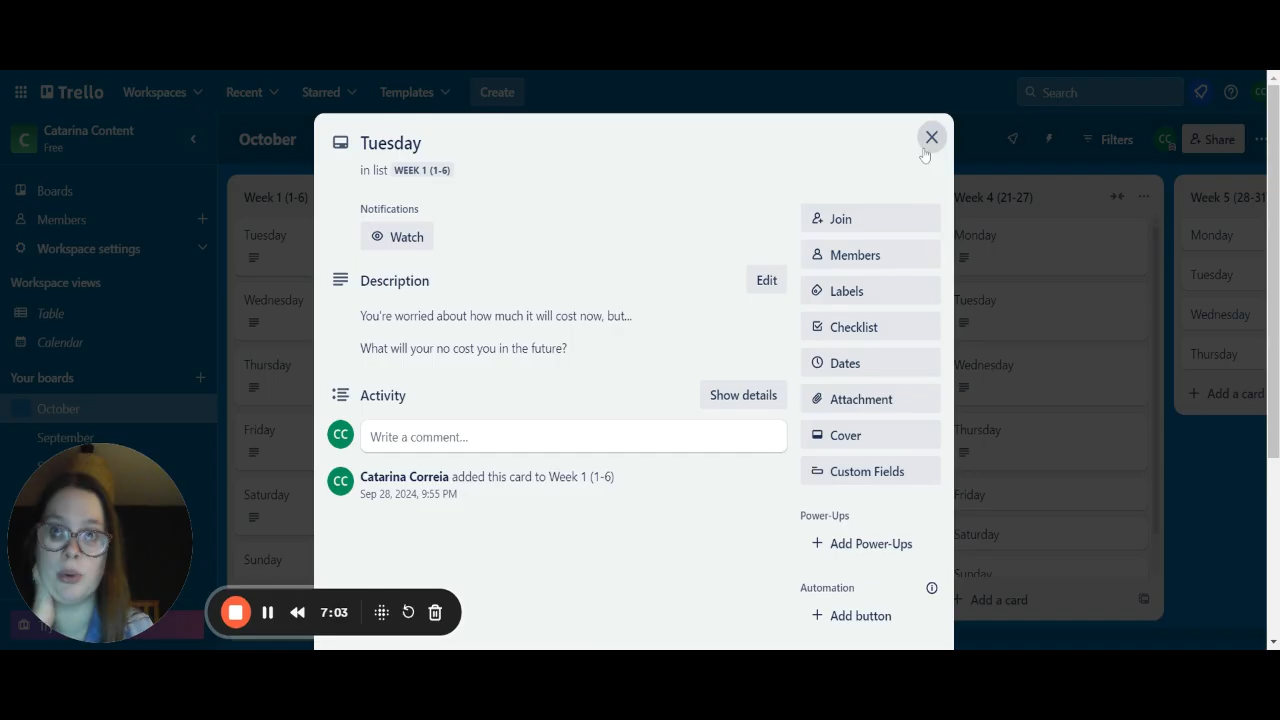 Trello
Workspaces
Recent
Starred
Templates
Create
Search
CC
C
Catarina Content
Free
October
Filters
CC
Share
Boards
Members
Workspace settings
Workspace views
Table
Calendar
Your boards
October
September
Week 1 (1-6)
Tuesday
Wednesday
Thursday
Friday
Saturday
Sunday
Tuesday
in list WEEK 1 (1-6)
Notifications
Watch
Description
Edit
You're worried about how much it will cost now, but...
What will your no cost you in the future?
Activity
Show details
CC
Write a comment...
CC
Catarina Correia added this card to Week 1 (1-6)
Sep 28, 2024, 9:55 PM
Join
Members
Labels
Checklist
Dates
Attachment
Cover
Custom Fields
Power-Ups
+ Add Power-Ups
Automation
+ Add button
Week 4 (21-27)
Monday
Tuesday
Wednesday
Thursday
Friday
Saturday
Sunday
+ Add a card
Week 5 (28-31
Monday
Tuesday
Wednesday
Thursday
+ Add a card
7:03